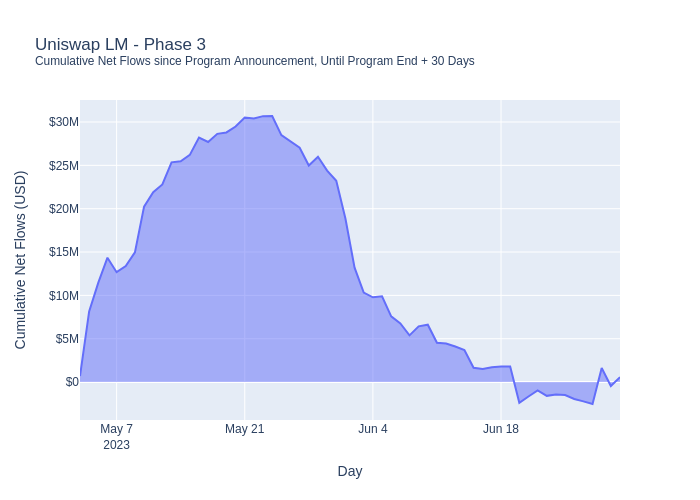 Uniswap LM - Phase 3
Cumulative Net Flows since Program Announcement, Until Program End + 30 Days
Cumulative Net Flows (USD)
$30M
$25M
$20M
$15M
$10M
$5M
$0
May 7
2023
May 21
Jun 4
Jun 18
Day